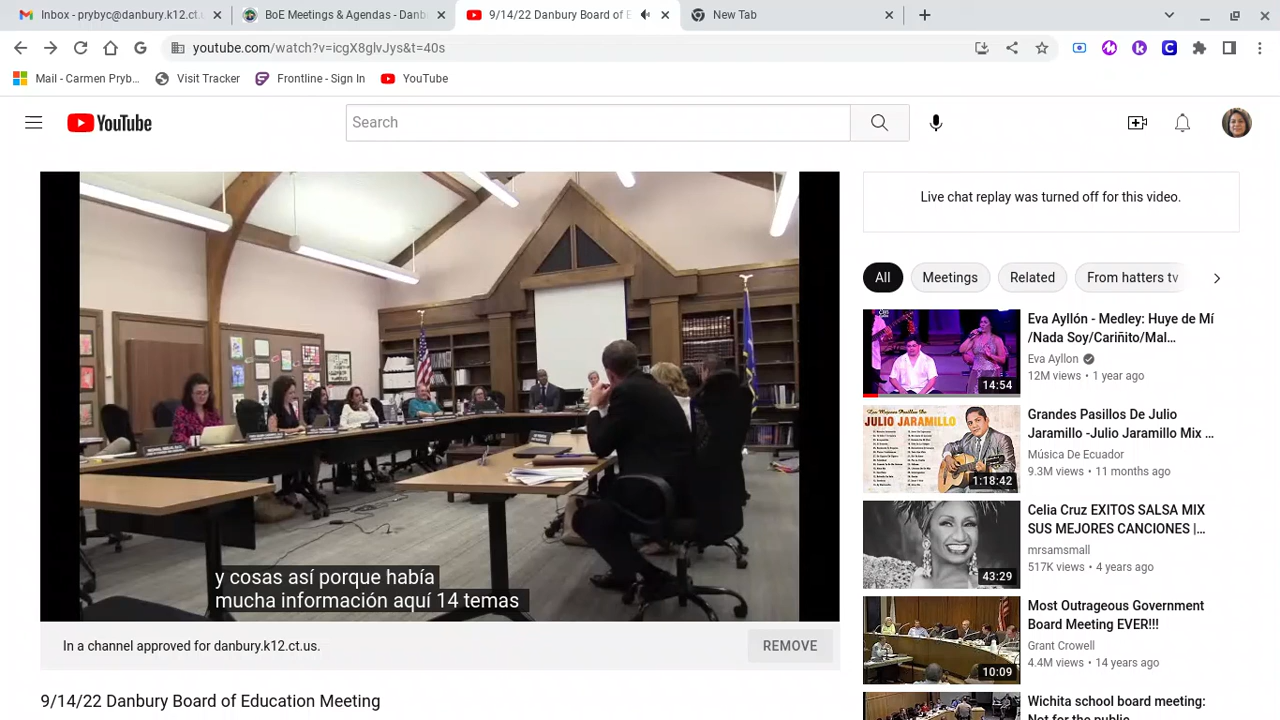 Inbox - prybyc@danbury.k12.ct.u
BoE Meetings & Agendas - Danb
9/14/22 Danbury Board of E
New Tab
youtube.com/watch?v=icgX8glvJys&t=40s
Mail - Carmen Pryb...
Visit Tracker
Frontline - Sign In
YouTube
YouTube
Search
Live chat replay was turned off for this video.
All
Meetings
Related
From hatters tv
Eva Ayllón - Medley: Huye de Mí
/Nada Soy/Cariñito/Mal...
Eva Ayllon
12M views • 1 year ago
14:54
Grandes Pasillos De Julio
Jaramillo -Julio Jaramillo Mix ...
Música De Ecuador
9.3M views • 11 months ago
JULIO JARAMILLO
1:18:42
Celia Cruz EXITOS SALSA MIX
SUS MEJORES CANCIONES |...
mrsamsmall
517K views • 4 years ago
43:29
Most Outrageous Government
Board Meeting EVER!!!
Grant Crowell
4.4M views • 14 years ago
10:09
Wichita school board meeting:
Not for the public
y cosas así porque había
mucha información aquí 14 temas
In a channel approved for danbury.k12.ct.us.
REMOVE
9/14/22 Danbury Board of Education Meeting